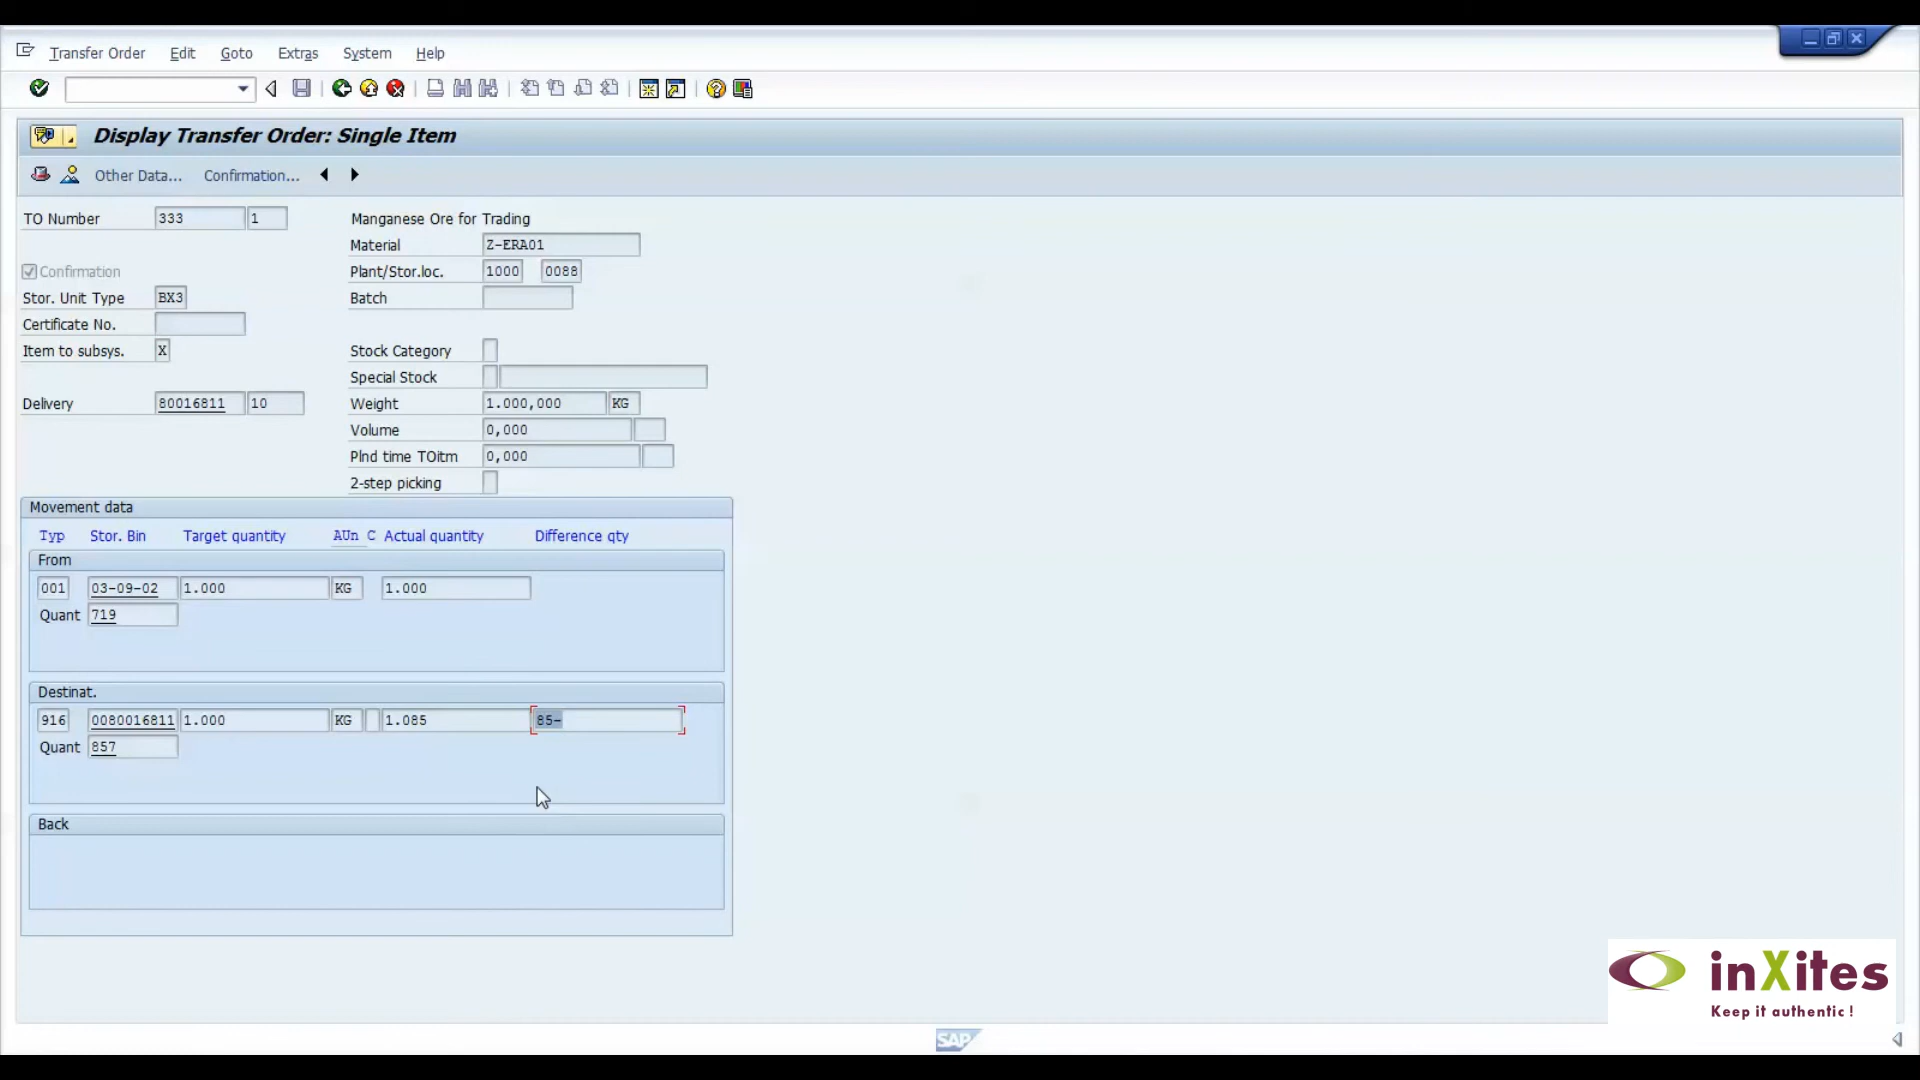 Transfer Order Edit Goto Extras System Help
Display Transfer Order: Single Item
Other Data... Confirmation...
TO Number 333 1 Manganese Ore for Trading
Material Z-ERA01
Confirmation Plant/Stor.loc. 1000 0088
Stor. Unit Type BX3 Batch
Certificate No.
Item to subsys. X Stock Category
Special Stock
Delivery 80016811 10 Weight 1.000,000 KG
Volume 0,000
Plnd time TOitm 0,000
2-step picking
Movement data
Typ Stor. Bin Target quantity AUn C Actual quantity Difference qty
From
001 03-09-02 1.000 KG 1.000
Quant 719
Destinat.
916 0080016811 1.000 KG 1.085 85-
Quant 857
Back
inXites
Keep it authentic !
SAP